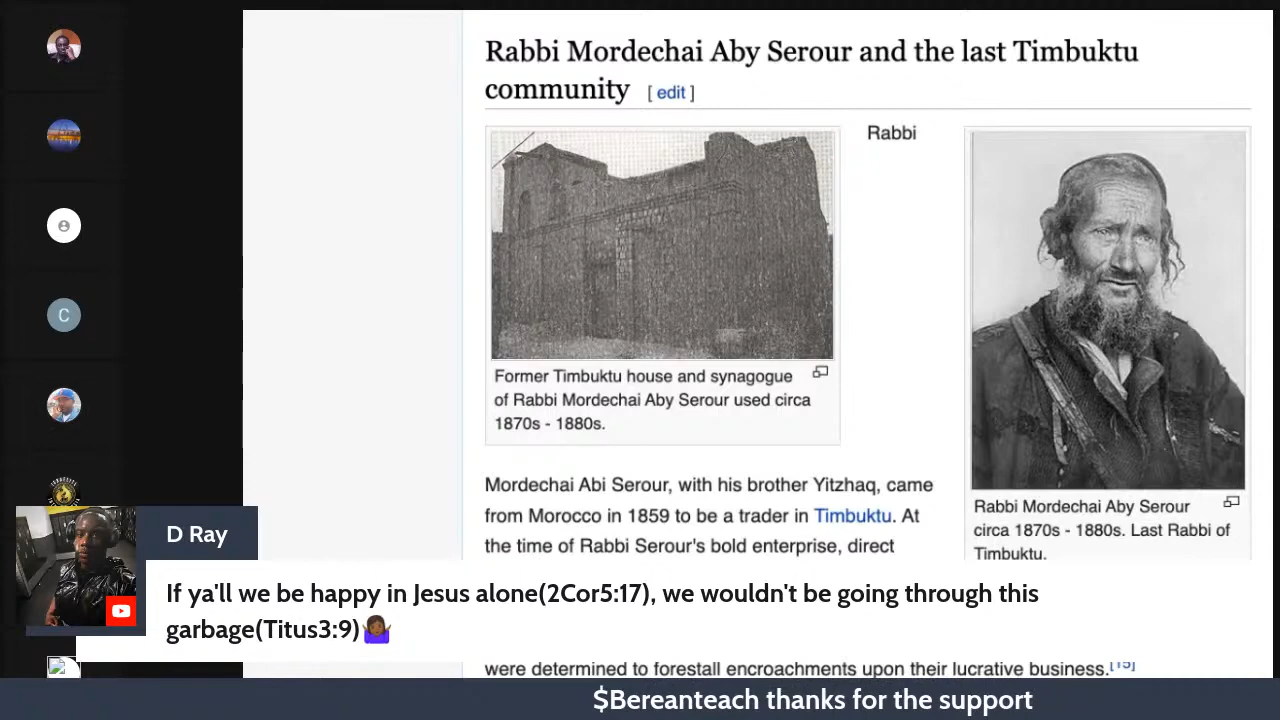 Rabbi Mordechai Aby Serour and the last Timbuktu
community [ edit ]
Rabbi
Former Timbuktu house and synagogue
of Rabbi Mordechai Aby Serour used circa
1870s - 1880s.
Rabbi Mordechai Aby Serour
circa 1870s - 1880s. Last Rabbi of
Timbuktu.
Mordechai Abi Serour, with his brother Yitzhaq, came
from Morocco in 1859 to be a trader in Timbuktu. At
the time of Rabbi Serour's bold enterprise, direct
C
D Ray
If ya'll we be happy in Jesus alone(2Cor5:17), we wouldn't be going through this
garbage(Titus3:9)🤷🏾‍♀️
were determined to forestall encroachments upon their lucrative business.[15]
$Bereanteach thanks for the support